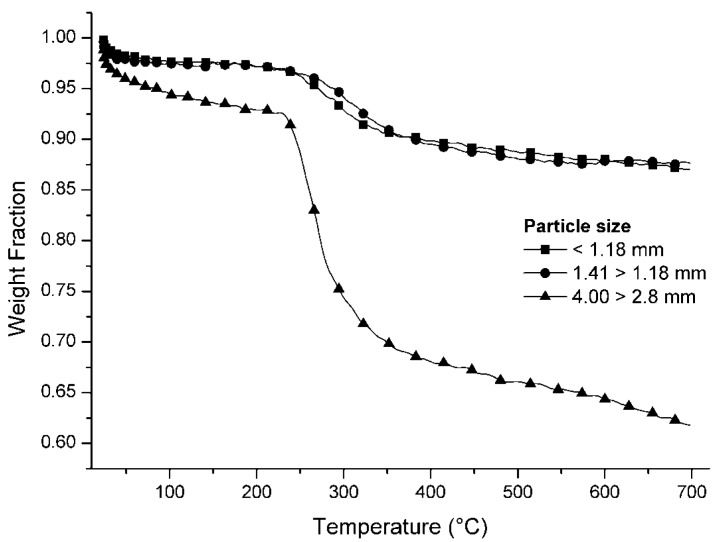 1.00
0.95
0.90
0.85
0.80
0.75
0.70
0.65
0.60
Weight Fraction
Particle size
< 1.18 mm
1.41 > 1.18 mm
4.00 > 2.8 mm
100 200 300 400 500 600 700
Temperature (°C)